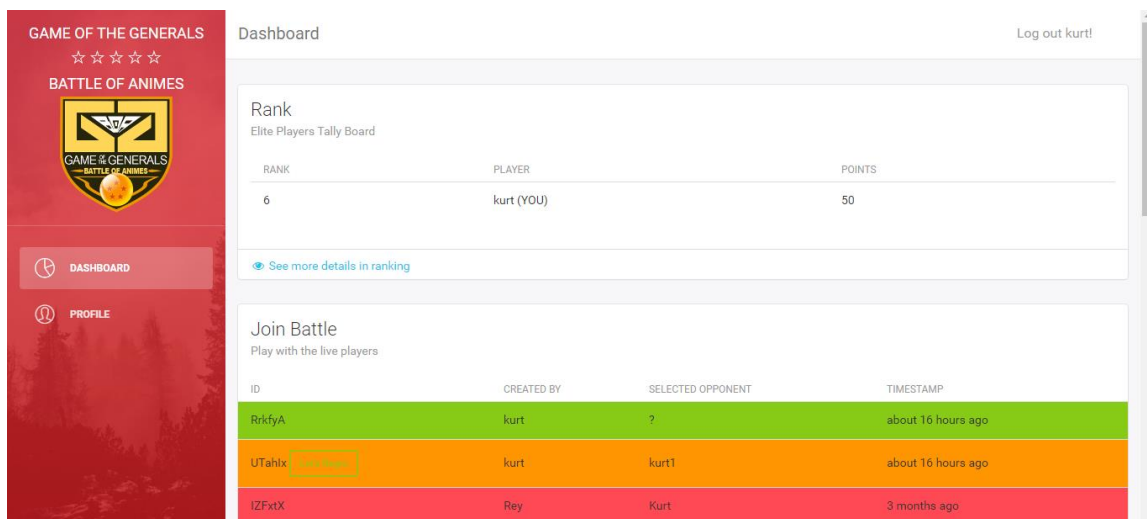 GAME OF THE GENERALS
☆☆☆☆☆
BATTLE OF ANIMES
GAME OF THE GENERALS
BATTLE OF ANIMES
DASHBOARD
PROFILE
Dashboard
Log out kurt!
Rank
Elite Players Tally Board
RANK PLAYER POINTS
6 kurt (YOU) 50
See more details in ranking
Join Battle
Play with the live players
ID CREATED BY SELECTED OPPONENT TIMESTAMP
RrkfyA kurt ? about 16 hours ago
UTahIx kurt kurt1 about 16 hours ago
IZFxtX Rey Kurt 3 months ago